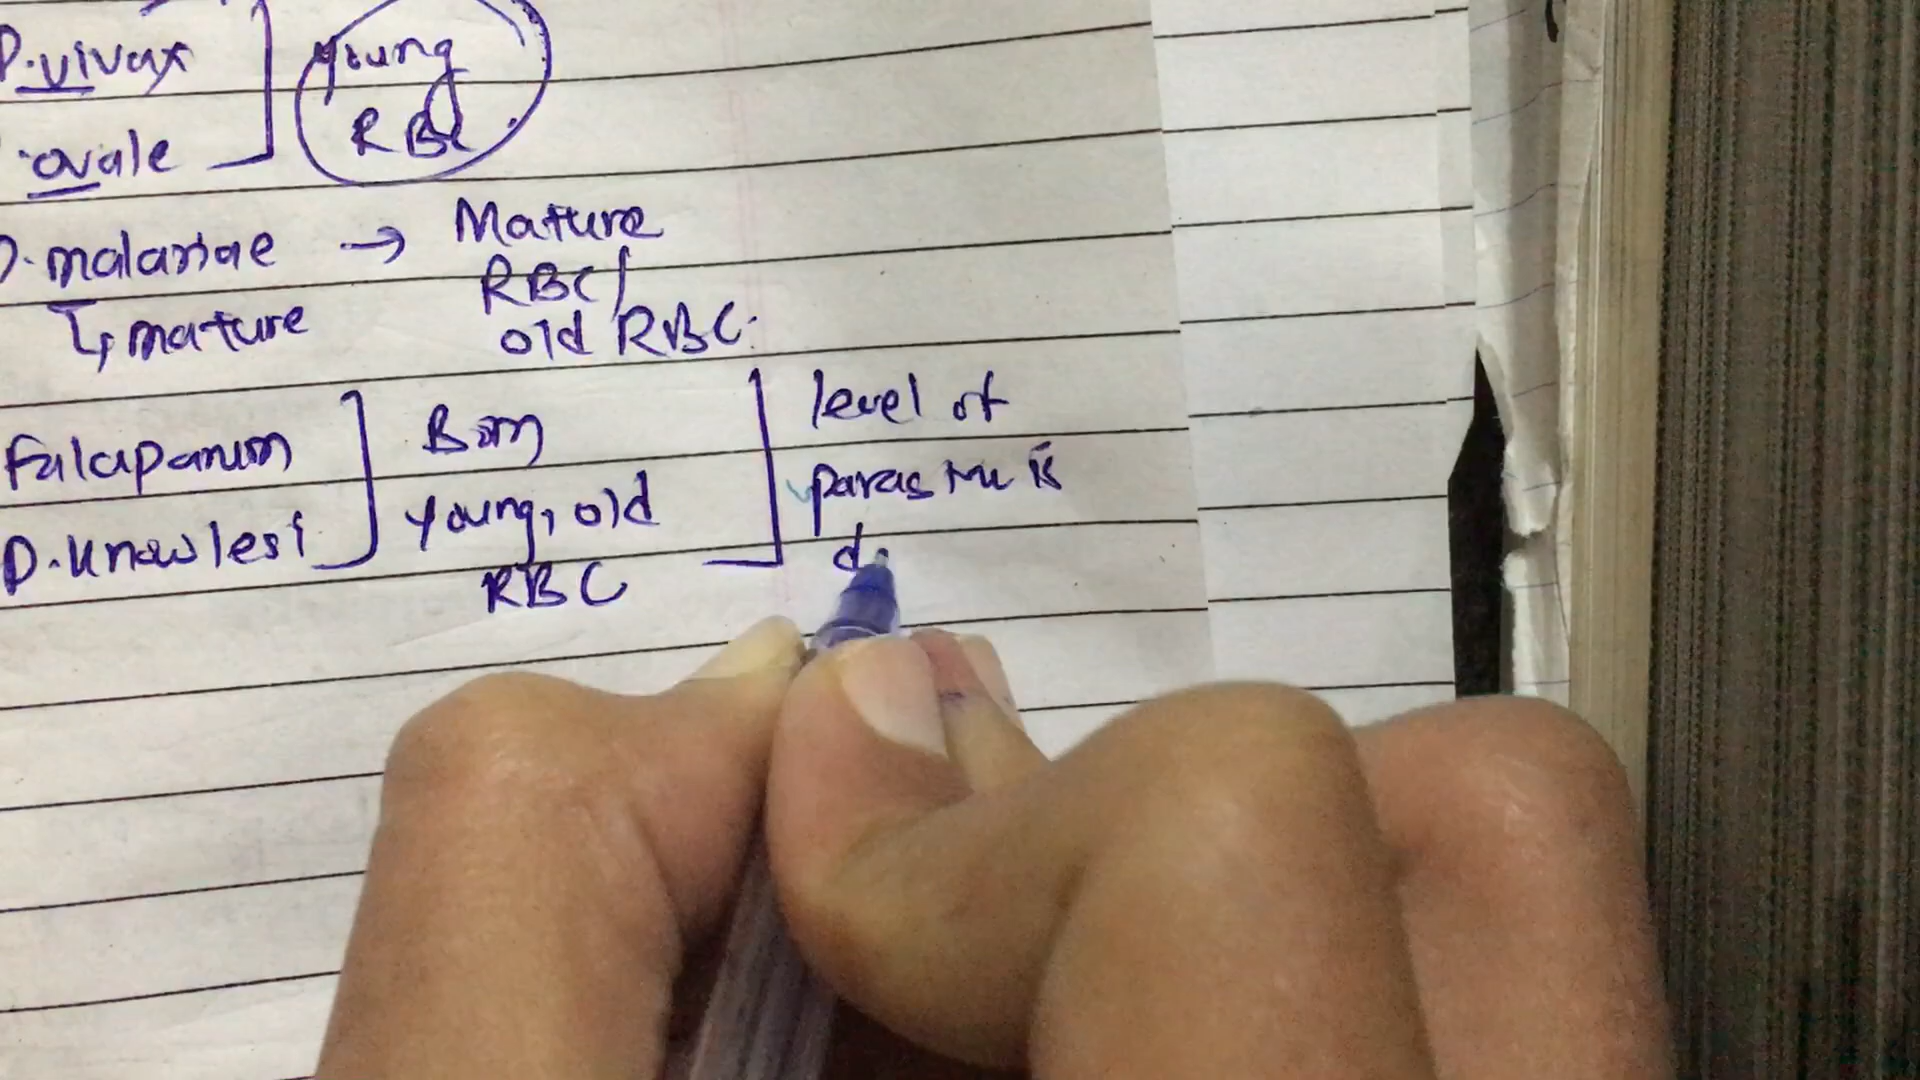 P.vivax ] young
.ovale RBC
P.malariae → Mature
RBC/
↳ mature old RBC.
Falciparum ] Both ] level of
young, old parasite is
P.knowlesi RBC d